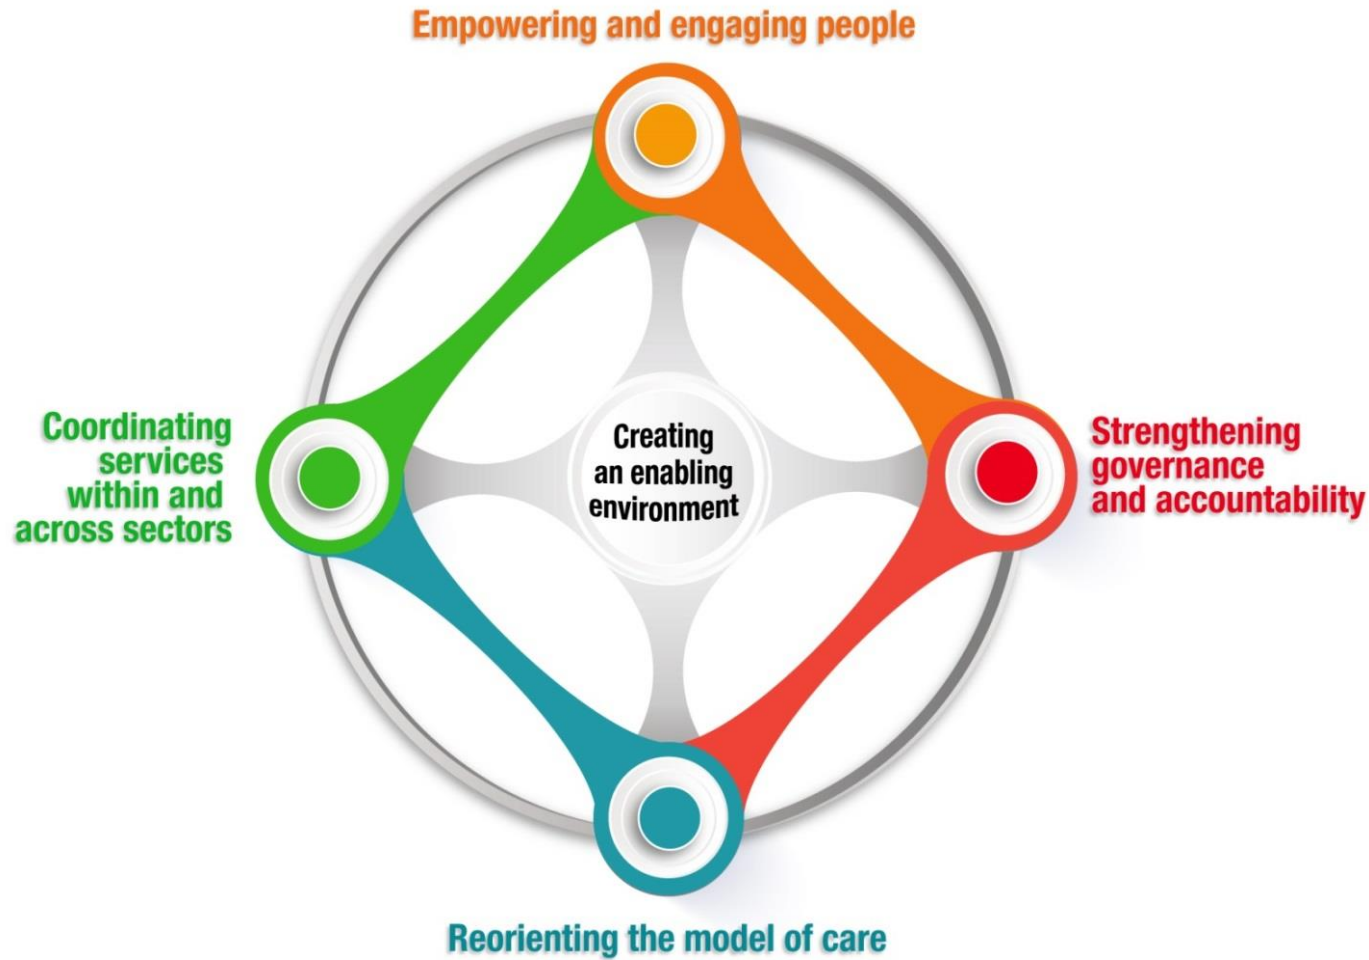 Empowering and engaging people
Coordinating
services
within and
across sectors
Creating
an enabling
environment
Strengthening
governance
and accountability
Reorienting the model of care